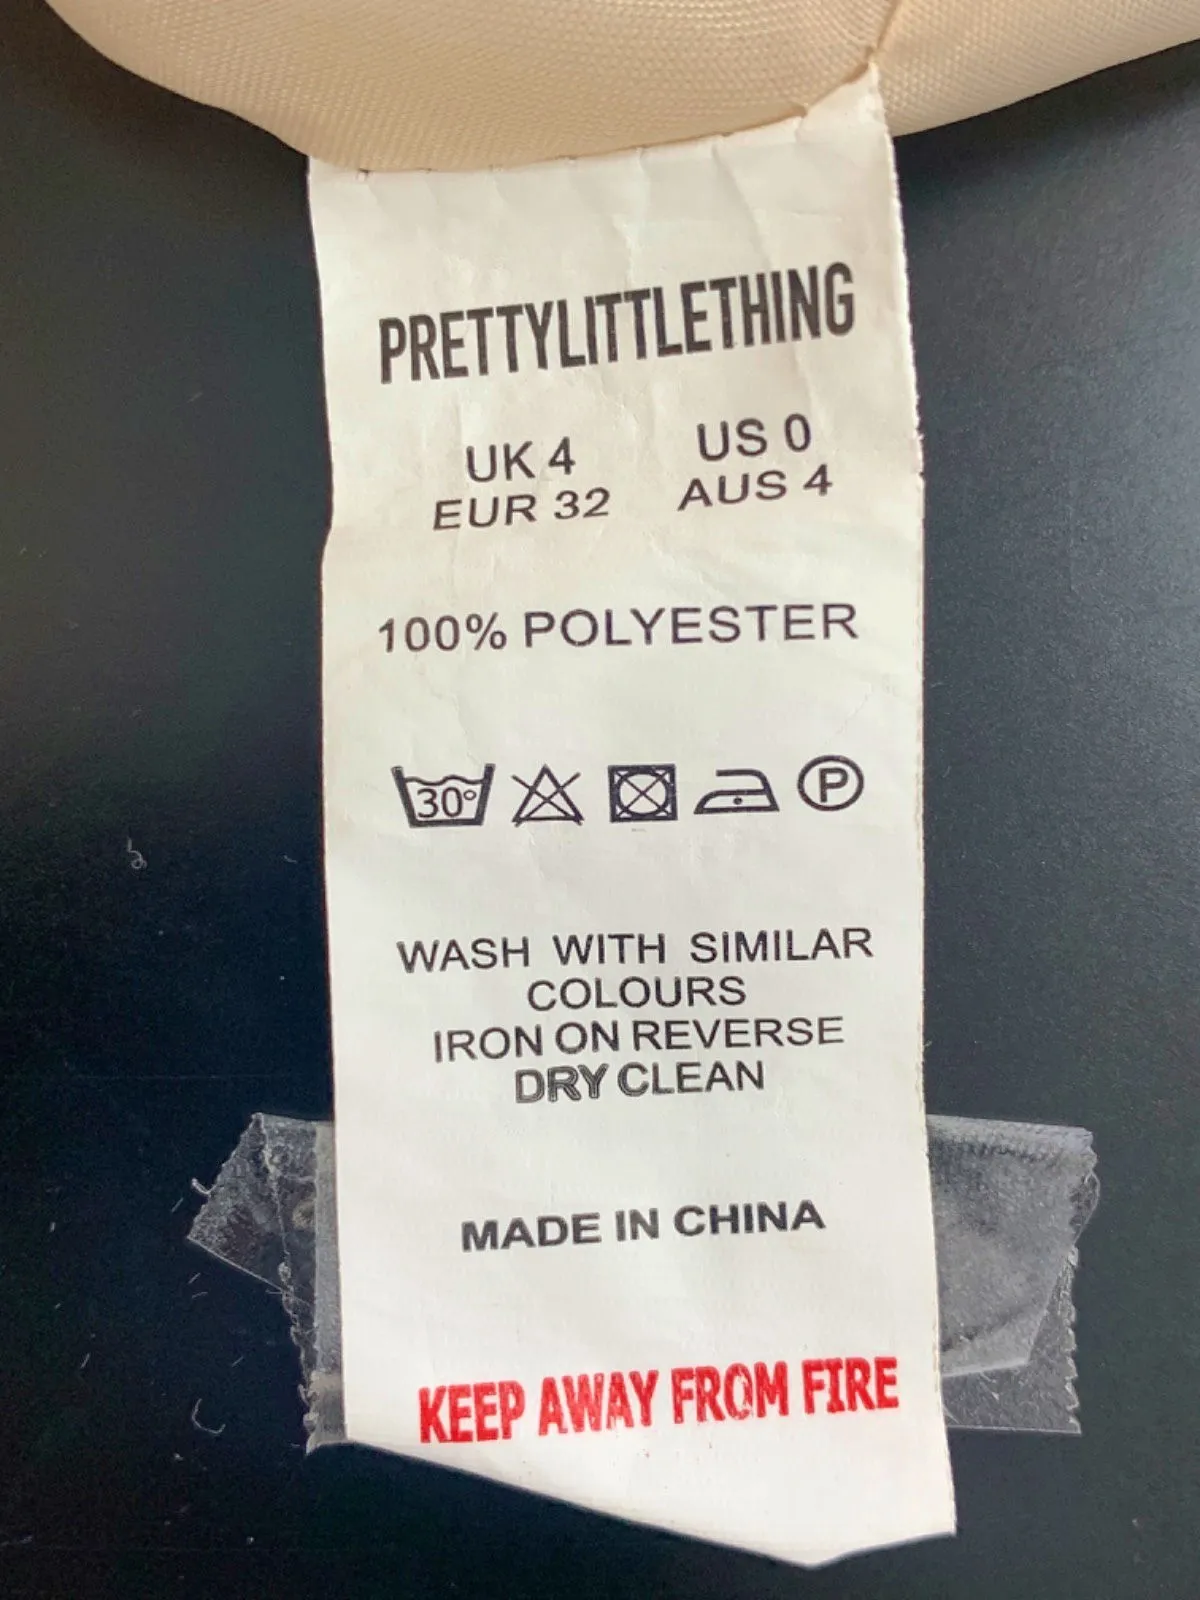 PRETTYLITTLETHING
UK 4 US 0
EUR 32 AUS 4
100% POLYESTER
30° P
WASH WITH SIMILAR
COLOURS
IRON ON REVERSE
DRY CLEAN
MADE IN CHINA
KEEP AWAY FROM FIRE